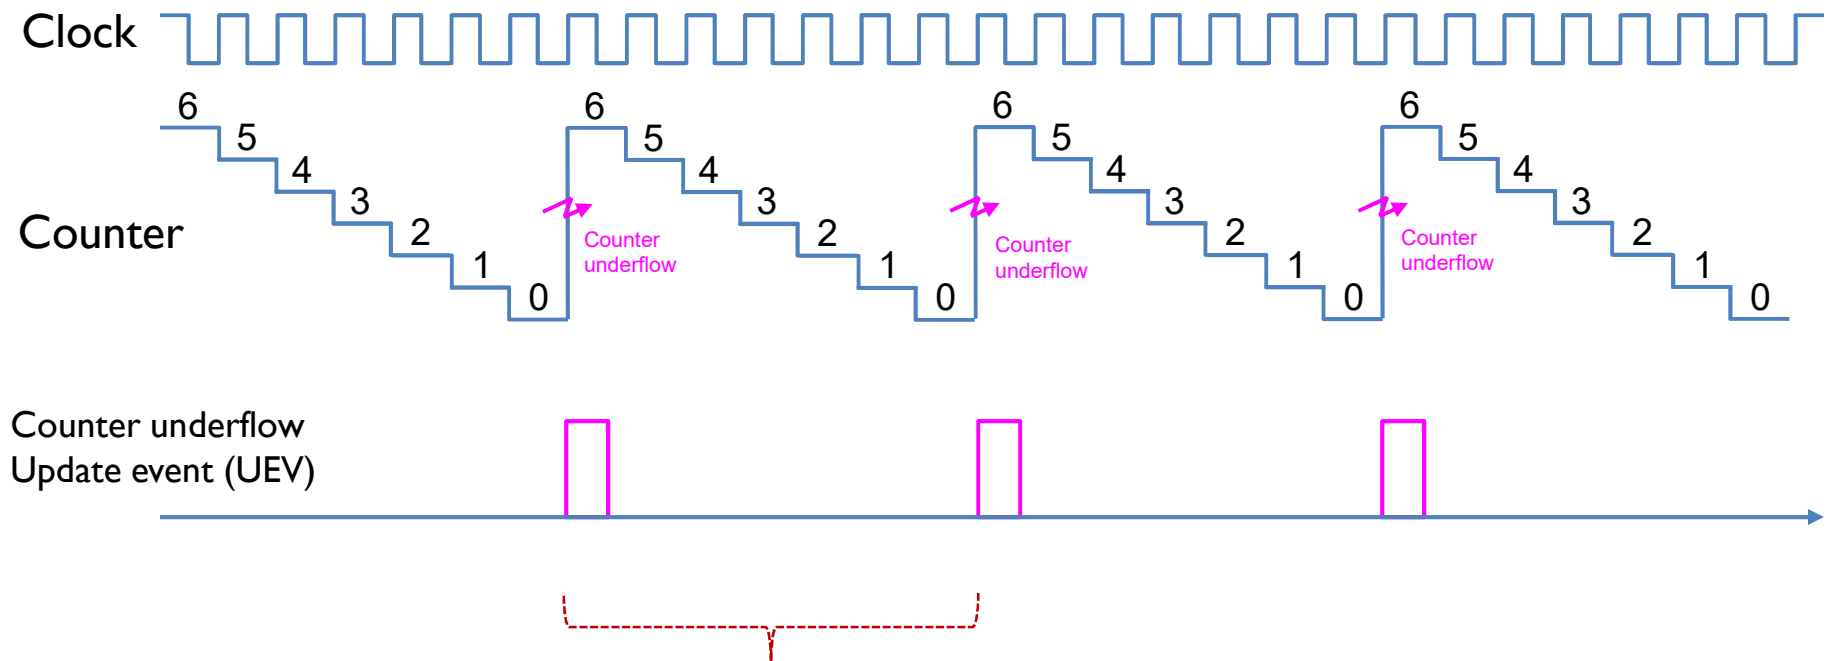 Clock
6 5 4 3 2 1 0 6 5 4 3 2 1 0 6 5 4 3 2 1 0 6 5 4 3 2 1 0
Counter
Counter
underflow
Counter
underflow
Counter
underflow
Counter underflow
Update event (UEV)